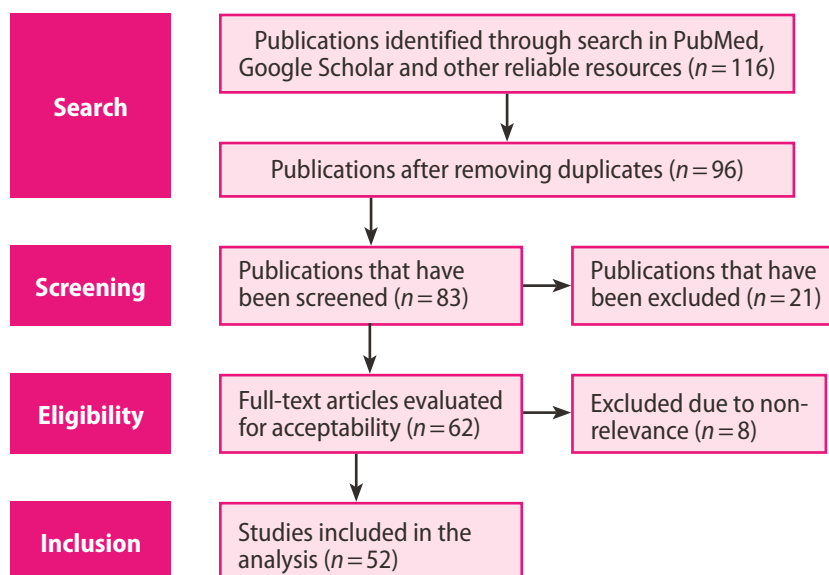 Search
Publications identified through search in PubMed,
Google Scholar and other reliable resources (n = 116)
Publications after removing duplicates (n = 96)
Screening
Publications that have
been screened (n = 83)
Publications that have
been excluded (n = 21)
Eligibility
Full-text articles evaluated
for acceptability (n = 62)
Excluded due to non-
relevance (n = 8)
Inclusion
Studies included in the
analysis (n = 52)